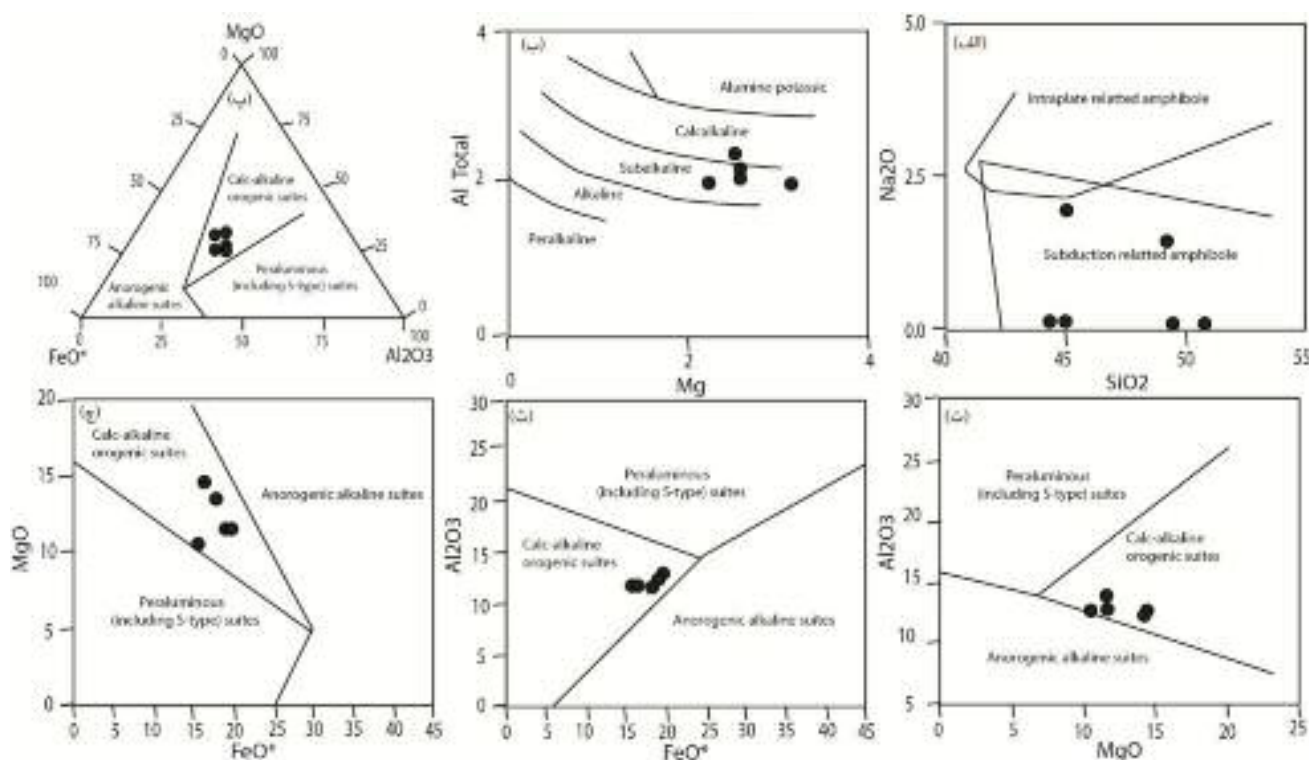 MgO
0
100
(پ)
25
75
Calc-alkaline
orogenic suites
50
50
75
25
Peraluminous
(including S-type) suites
100
Anorogenic
alkaline suites
0
0
25
50
75
100
FeO*
Al2O3
4
(ب)
Alumine potassic
Calcalkaline
Al Total
2
Subalkaline
Alkaline
Peralkaline
0
0
2
4
Mg
5.0
(الف)
Intraplate relatted amphibole
Na2O
2.5
Subduction relatted amphibole
0.0
40
45
50
55
SiO2
20
(ج)
Calc-alkaline
orogenic suites
15
Anorogenic alkaline suites
MgO
10
Peraluminous
(including S-type) suites
5
0
0
5
10
15
20
25
30
35
45
FeO*
30
(ث)
25
Peraluminous
(including S-type) suites
20
Al2O3
15
Calc-alkaline
orogenic suites
10
Anorogenic alkaline suites
5
0
0
5
10
15
20
25
30
35
45
FeO*
30
(ت)
25
Peraluminous
(including S-type) suites
20
Calc-alkaline
orogenic suites
Al2O3
15
10
Anorogenic alkaline suites
5
0
5
10
15
20
25
MgO